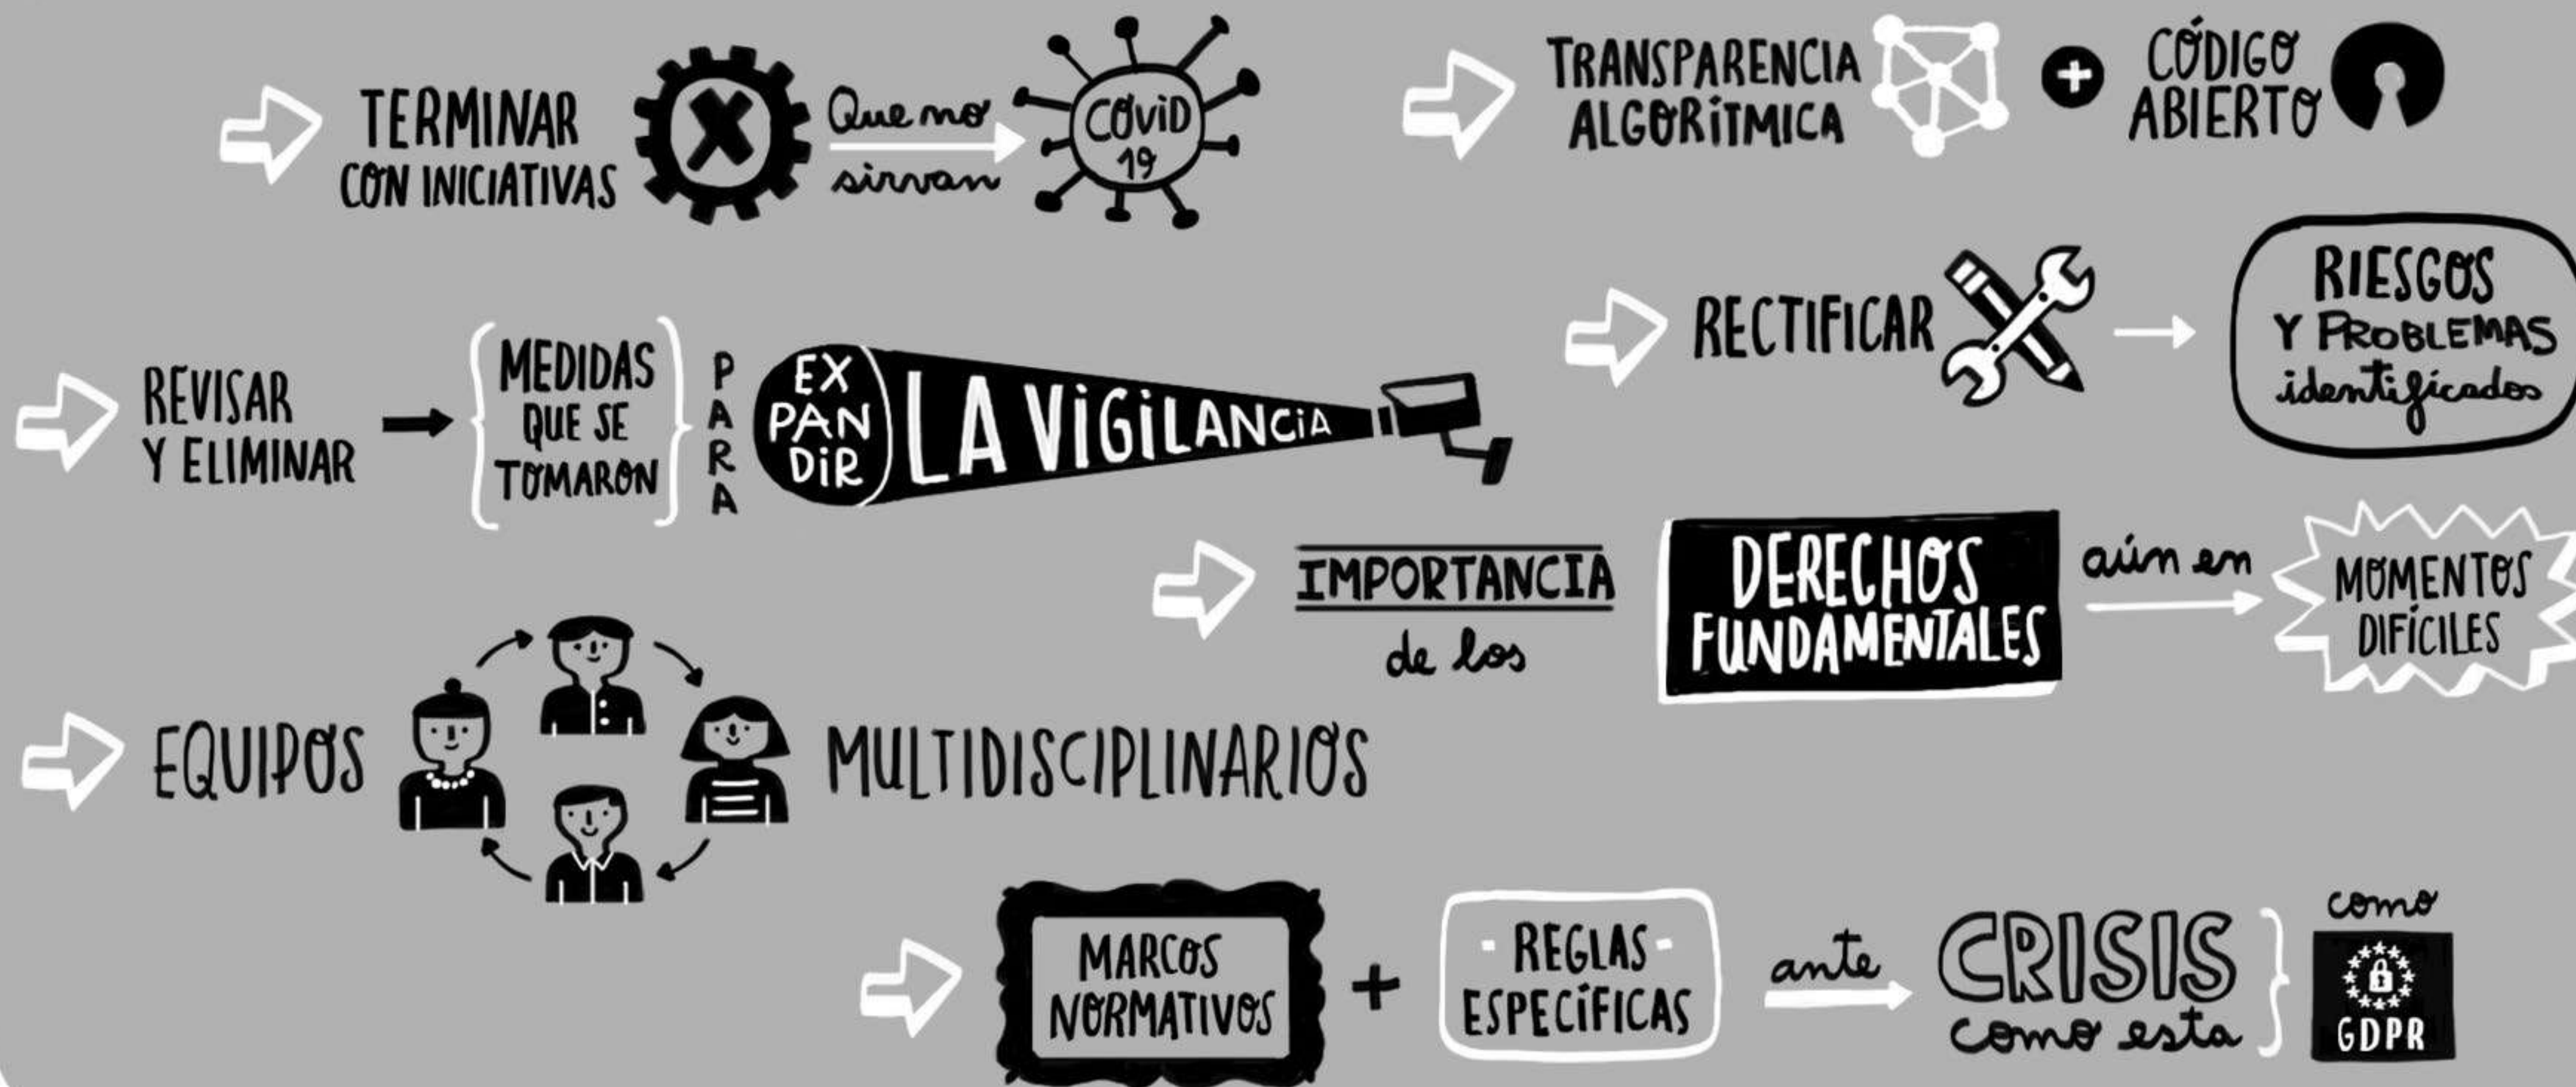 TERMINAR
CON INICIATIVAS
Que no
sirvan
COVID
19
TRANSPARENCIA
ALGORÍTMICA
+
CÓDIGO
ABIERTO
REVISAR
Y ELIMINAR
MEDIDAS
QUE SE
TOMARON
PARA
EX
PAN
DIR
LA VIGILANCIA
RECTIFICAR
RIESGOS
Y PROBLEMAS
identificados
IMPORTANCIA
de los
DERECHOS
FUNDAMENTALES
aún en
MOMENTOS
DIFÍCILES
EQUIPOS
MULTIDISCIPLINARIOS
MARCOS
NORMATIVOS
+
- REGLAS -
ESPECÍFICAS
ante
CRISIS
como esta
como
GDPR